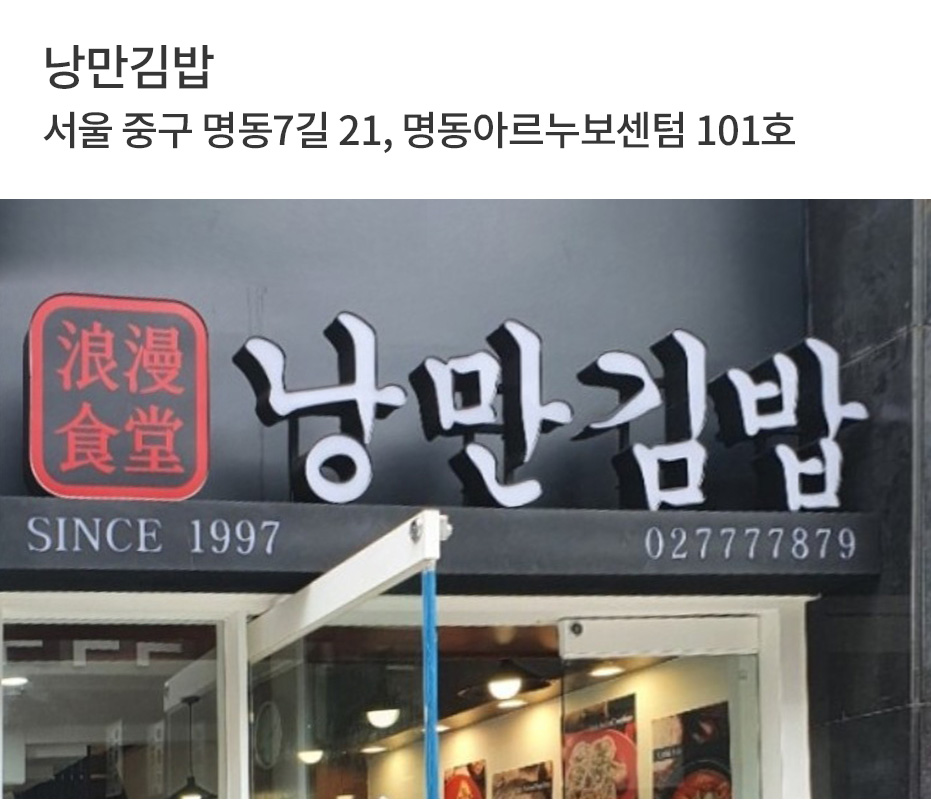 낭만김밥
서울 중구 명동7길 21, 명동아르누보센텀 101호
浪漫
食堂
낭만김밥
SINCE 1997
027777879